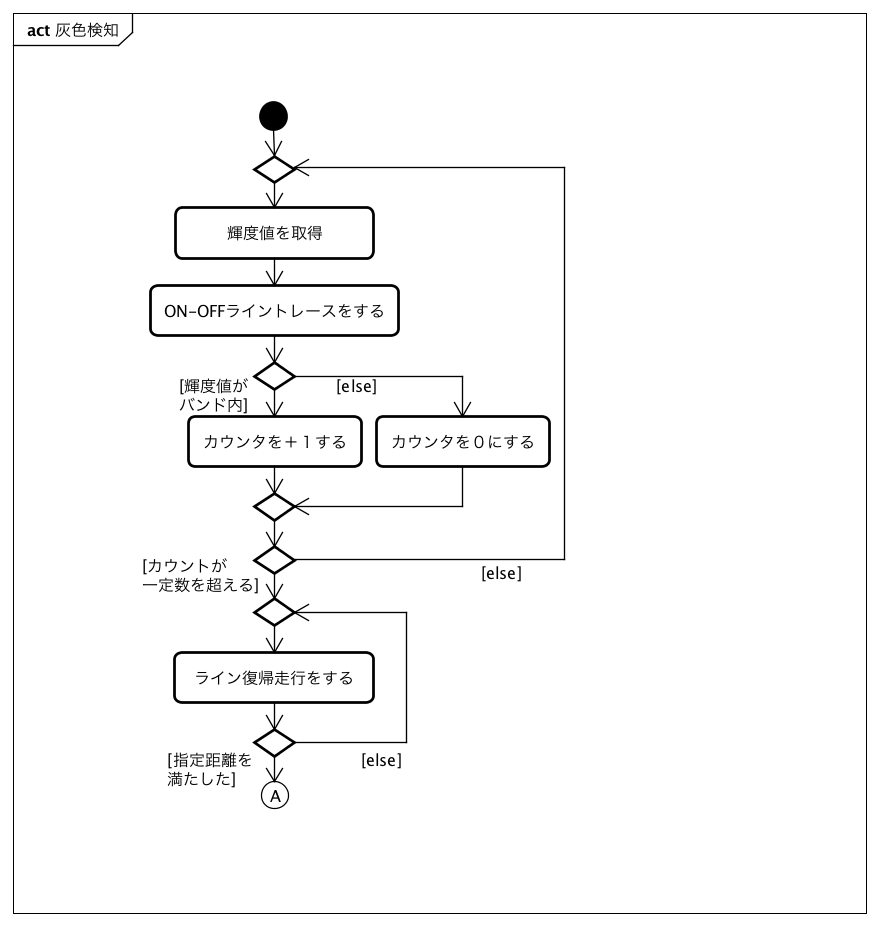 act 灰色検知
輝度値を取得
ON-OFFライントレースをする
[輝度値が
バンド内]
[else]
カウンタを＋１する
カウンタを０にする
[カウントが
一定数を超える]
[else]
ライン復帰走行をする
[指定距離を
満たした]
[else]
A